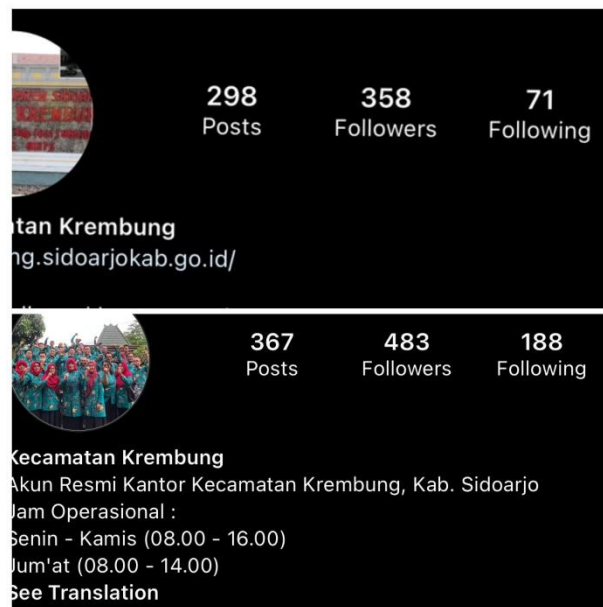 298 358 71
Posts Followers Following
tan Krembung
ng.sidoarjokab.go.id/
367 483 188
Posts Followers Following
Kecamatan Krembung
Akun Resmi Kantor Kecamatan Krembung, Kab. Sidoarjo
Jam Operasional :
Senin - Kamis (08.00 - 16.00)
Jum'at (08.00 - 14.00)
See Translation